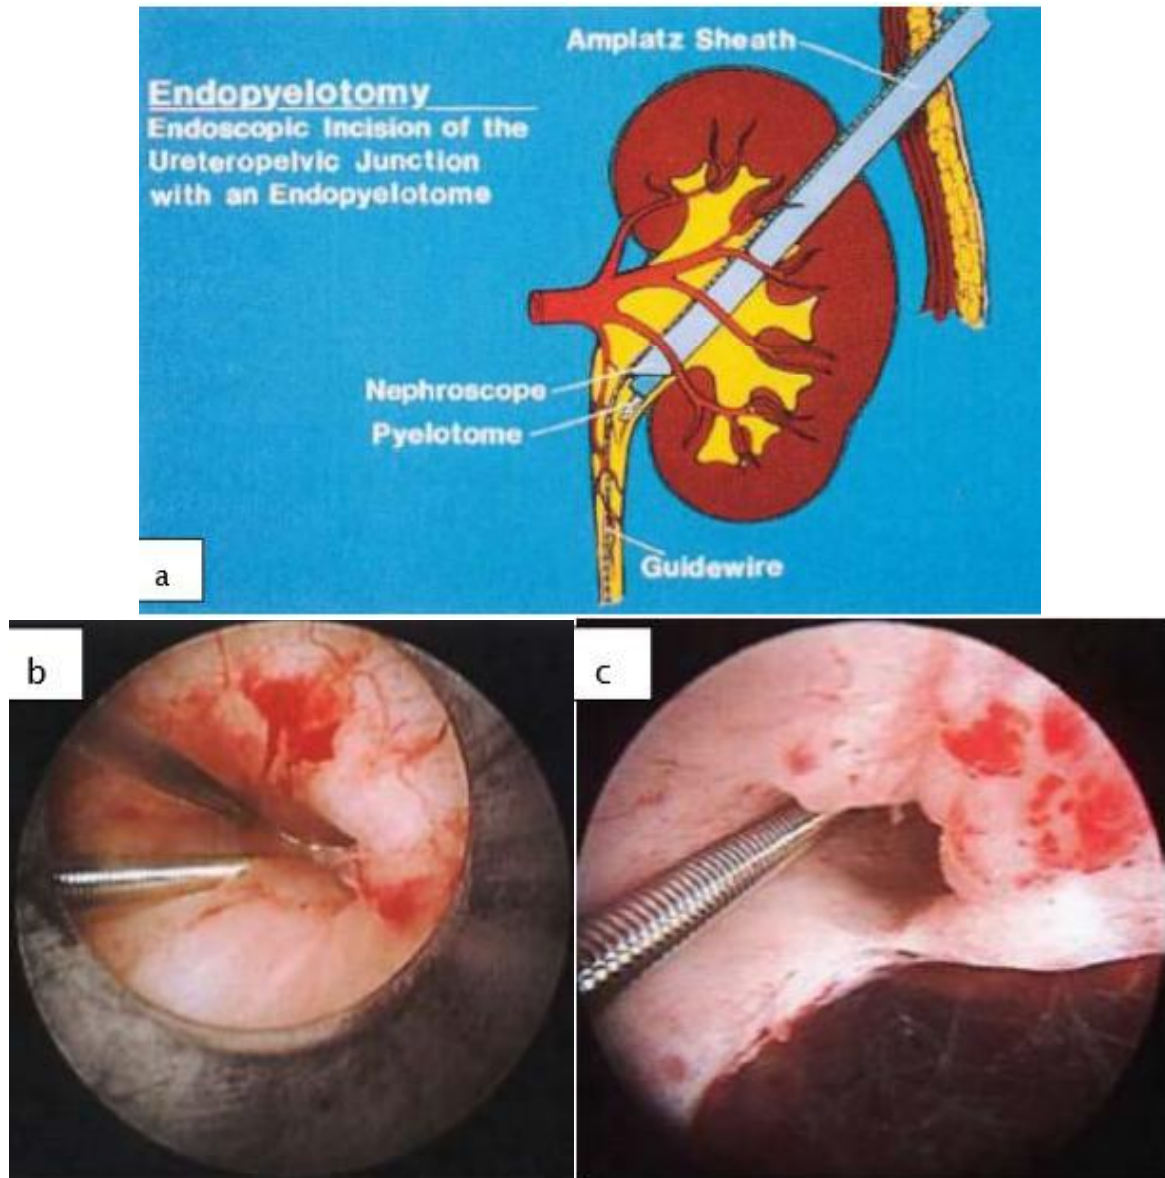 Amplatz Sheath
Endopyelotomy
Endoscopic Incision of the
Ureteropelvic Junction
with an Endopyelotome
Nephroscope
Pyelotome
Guidewire
a
b
c